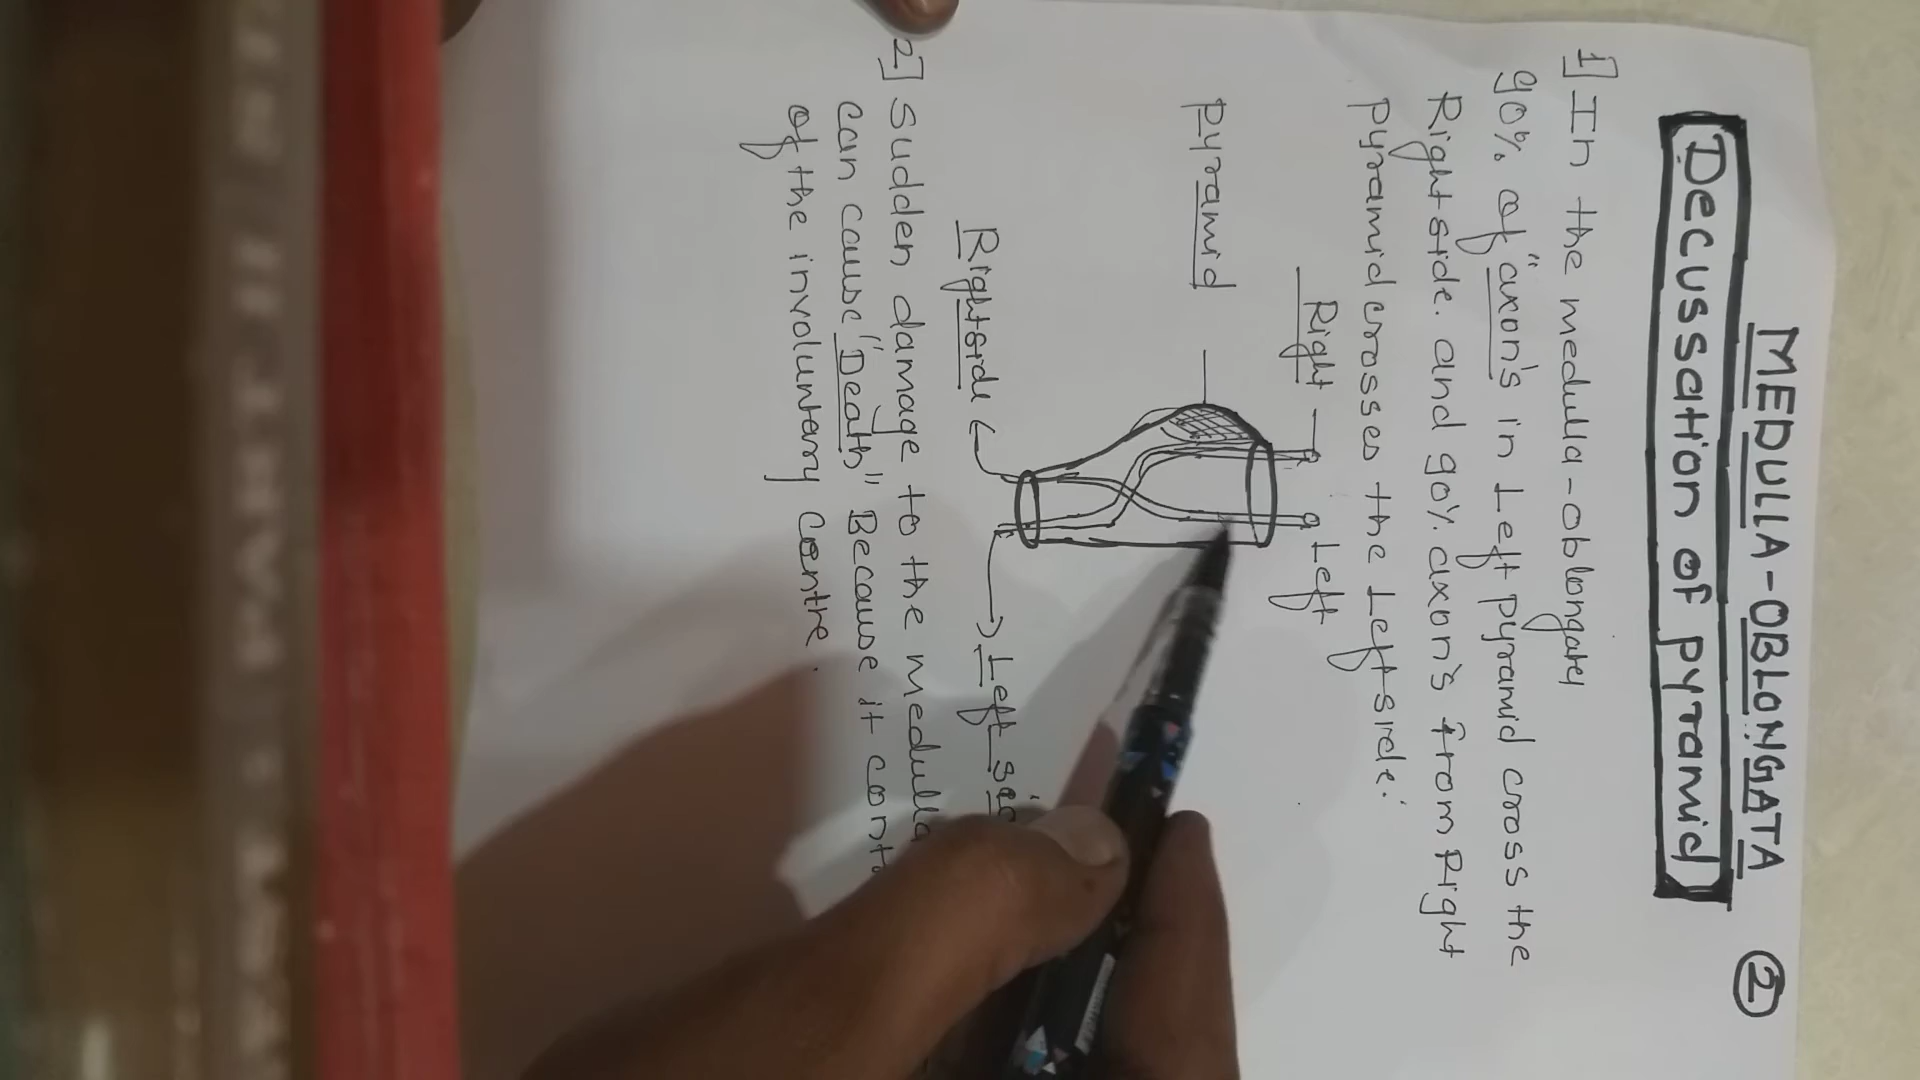 MEDULLA-OBLONGATA ②
Decussation of pyramid
1] In the medulla-oblongata
90% of "axon's in Left pyramid cross the
Right side. and 90% axon's from Right
pyramid crosses the Left side.
Right Left
pyramid
Right side Left
2] Sudden damage to the medulla
can cause "Death" Because it
of the involuntary centre.